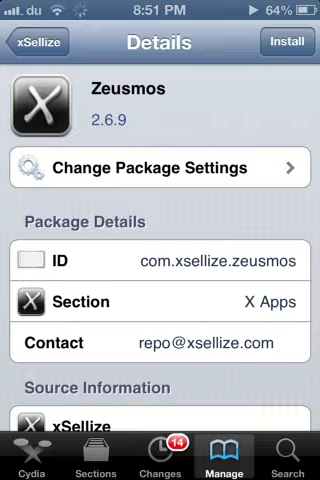 du 8:51 PM 64%
xSellize Details Install
Zeusmos
2.6.9
Change Package Settings
Package Details
ID com.xsellize.zeusmos
Section X Apps
Contact repo@xsellize.com
Source Information
xSellize
14
Cydia Sections Changes Manage Search